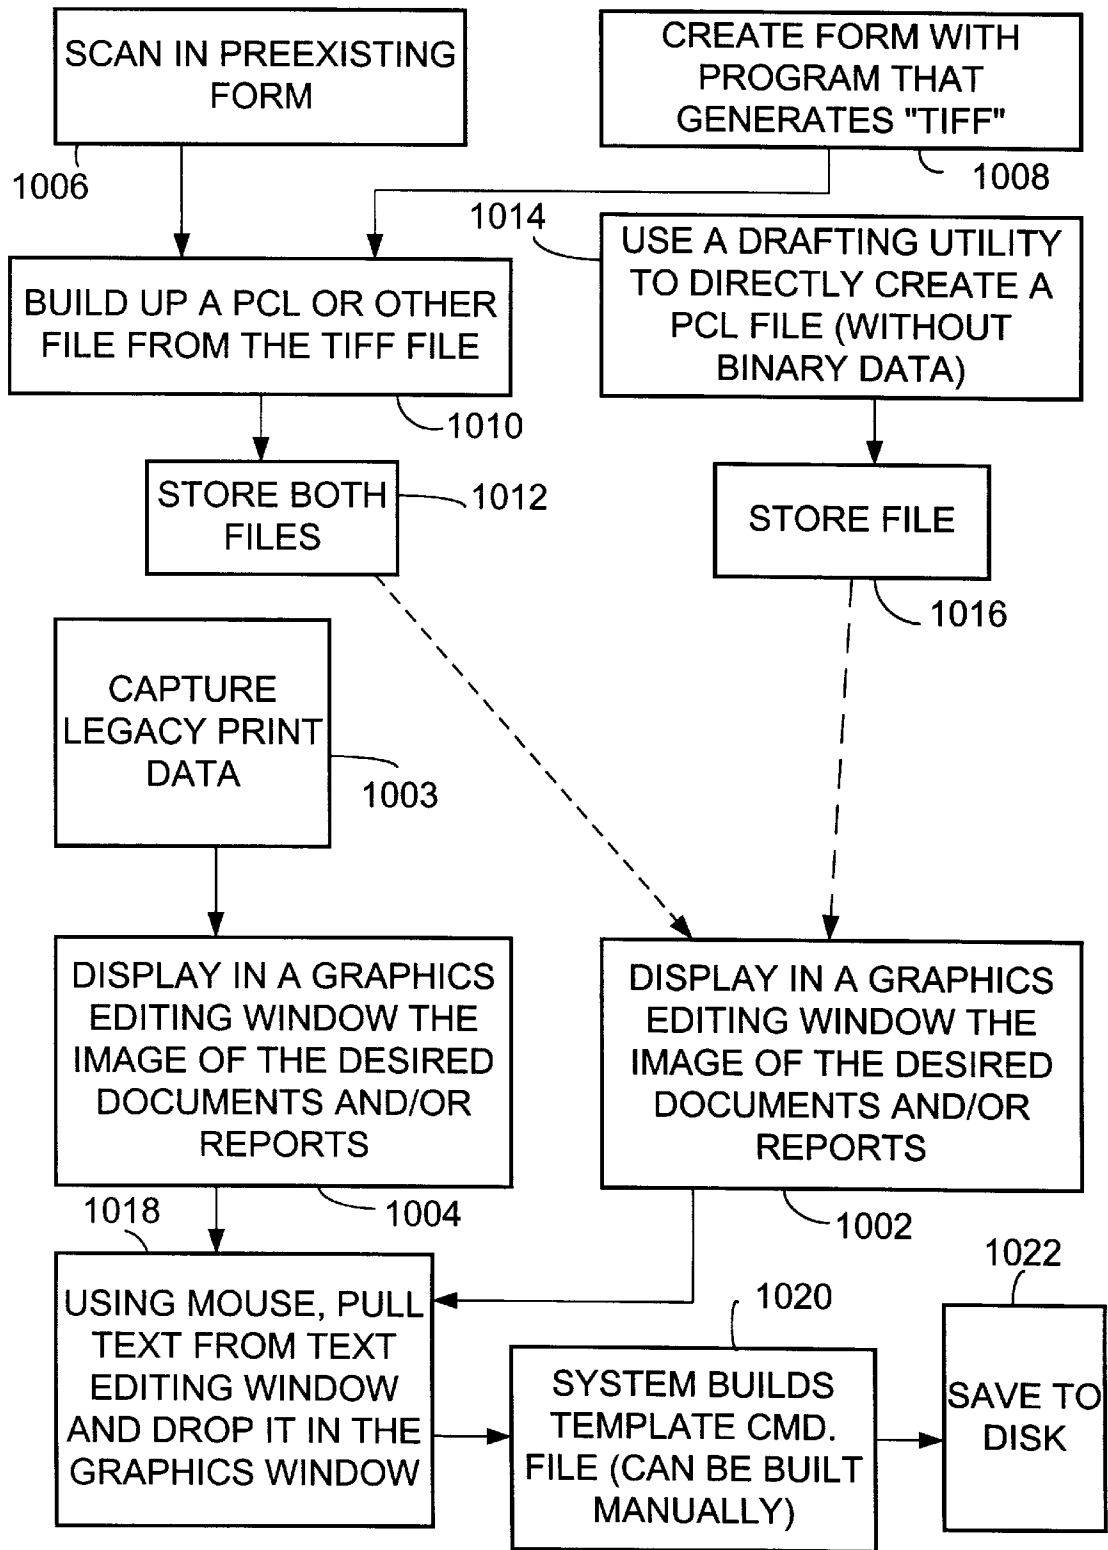 SCAN IN PREEXISTING
FORM
1006
CREATE FORM WITH
PROGRAM THAT
GENERATES "TIFF"
1008
1014
USE A DRAFTING UTILITY
TO DIRECTLY CREATE A
PCL FILE (WITHOUT
BINARY DATA)
BUILD UP A PCL OR OTHER
FILE FROM THE TIFF FILE
1010
STORE BOTH
FILES
1012
STORE FILE
1016
CAPTURE
LEGACY PRINT
DATA
1003
DISPLAY IN A GRAPHICS
EDITING WINDOW THE
IMAGE OF THE DESIRED
DOCUMENTS AND/OR
REPORTS
1004
DISPLAY IN A GRAPHICS
EDITING WINDOW THE
IMAGE OF THE DESIRED
DOCUMENTS AND/OR
REPORTS
1002
1018
USING MOUSE, PULL
TEXT FROM TEXT
EDITING WINDOW
AND DROP IT IN THE
GRAPHICS WINDOW
1020
SYSTEM BUILDS
TEMPLATE CMD.
FILE (CAN BE BUILT
MANUALLY)
1022
SAVE TO
DISK